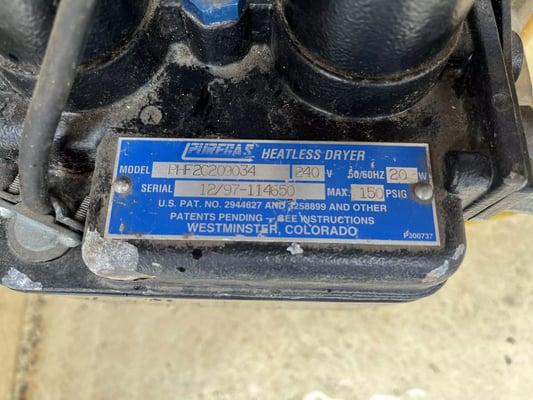 PUREGAS HEATLESS DRYER
MODEL PHF2C209034 240 V 50/60HZ 20 W
SERIAL 12/97-114650 MAX. 150 PSIG
U.S. PAT. NO. 2944627 AND 3258899 AND OTHER
PATENTS PENDING - SEE INSTRUCTIONS
WESTMINSTER, COLORADO
P300737